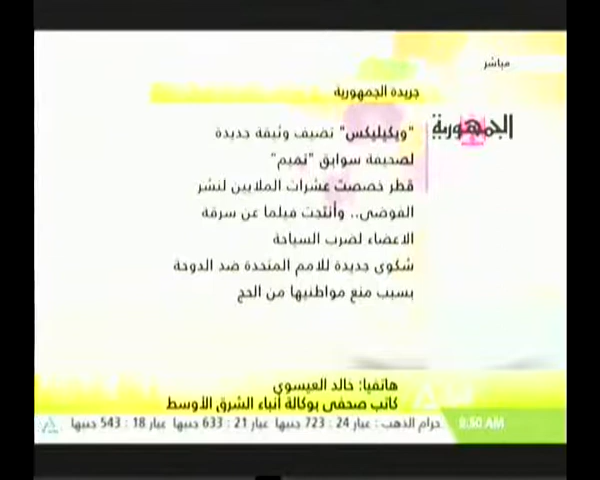 مباشر
جريدة الجمهورية
الجمهورية
"ويكيليكس" تضيف وثيقة جديدة
لصحيفة سوابق "تميم"
قطر خصصت عشرات الملايين لنشر
الفوضى.. وأنتجت فيلما عن سرقة
الاعضاء لضرب السياحة
شكوى جديدة للامم المتحدة ضد الدوحة
بسبب منع مواطنيها من الحج
هاتفيا: خالد العيسوي
كاتب صحفى بوكالة أنباء الشرق الأوسط
جرام الذهب : عيار 24 : 723 جنيها عيار 21 : 633 جنيها عيار 18 : 543 جنيها
8:50 AM